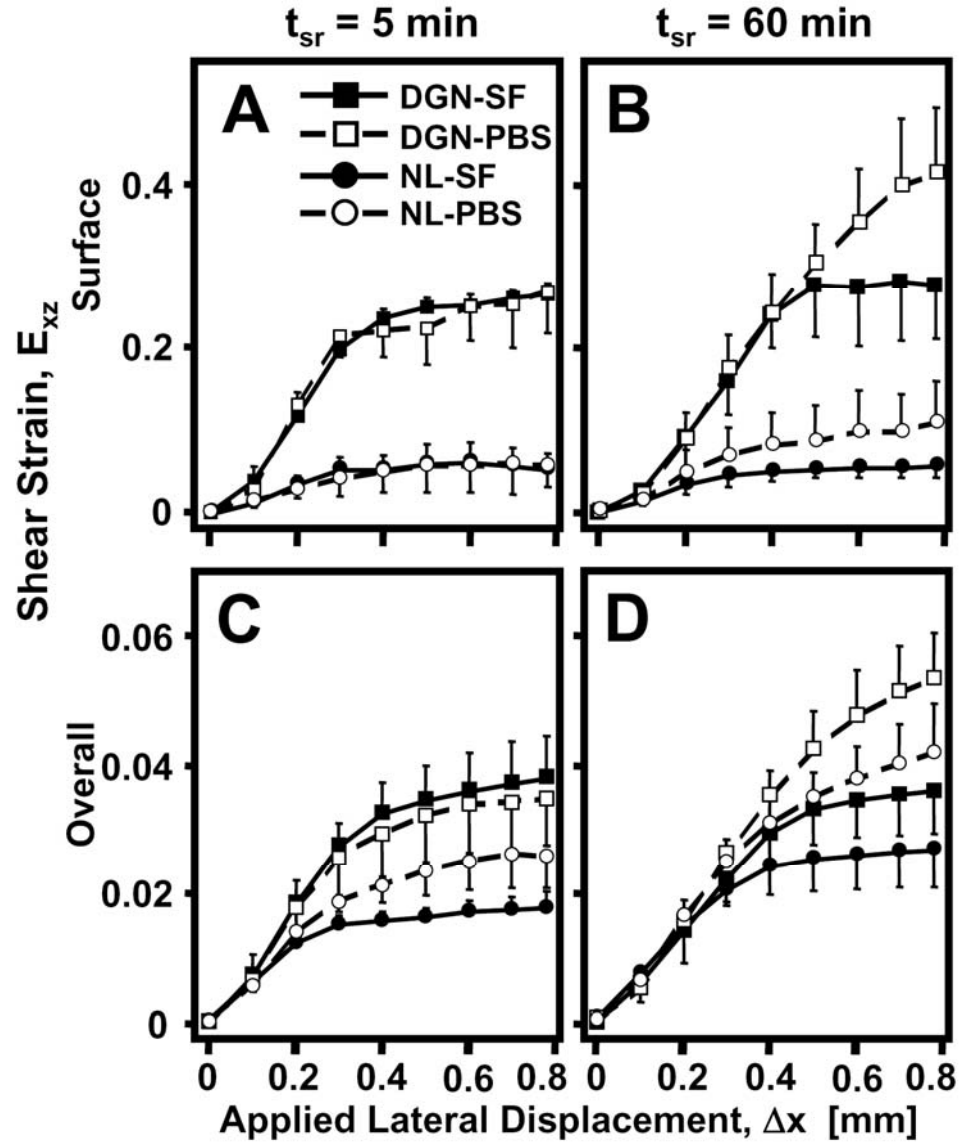 t_sr = 5 min
t_sr = 60 min
A
DGN-SF
DGN-PBS
NL-SF
NL-PBS
B
Shear Strain, E_xz
Surface
0.4
0.2
0
C
D
Overall
0.06
0.04
0.02
0
0 0.2 0.4 0.6 0.8
0 0.2 0.4 0.6 0.8
Applied Lateral Displacement, Δx [mm]